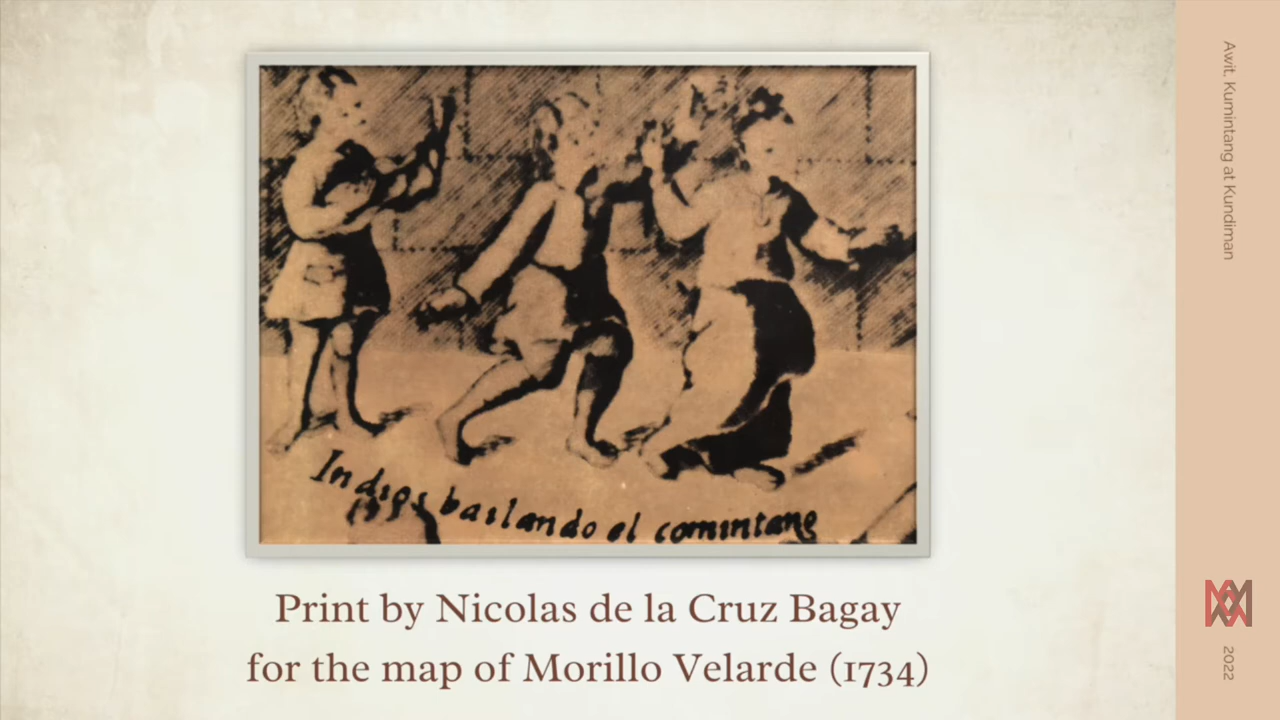 Indios bailando el comintang
Print by Nicolas de la Cruz Bagay
for the map of Morillo Velarde (1734)
Awit, Kumintang at Kundiman
2022